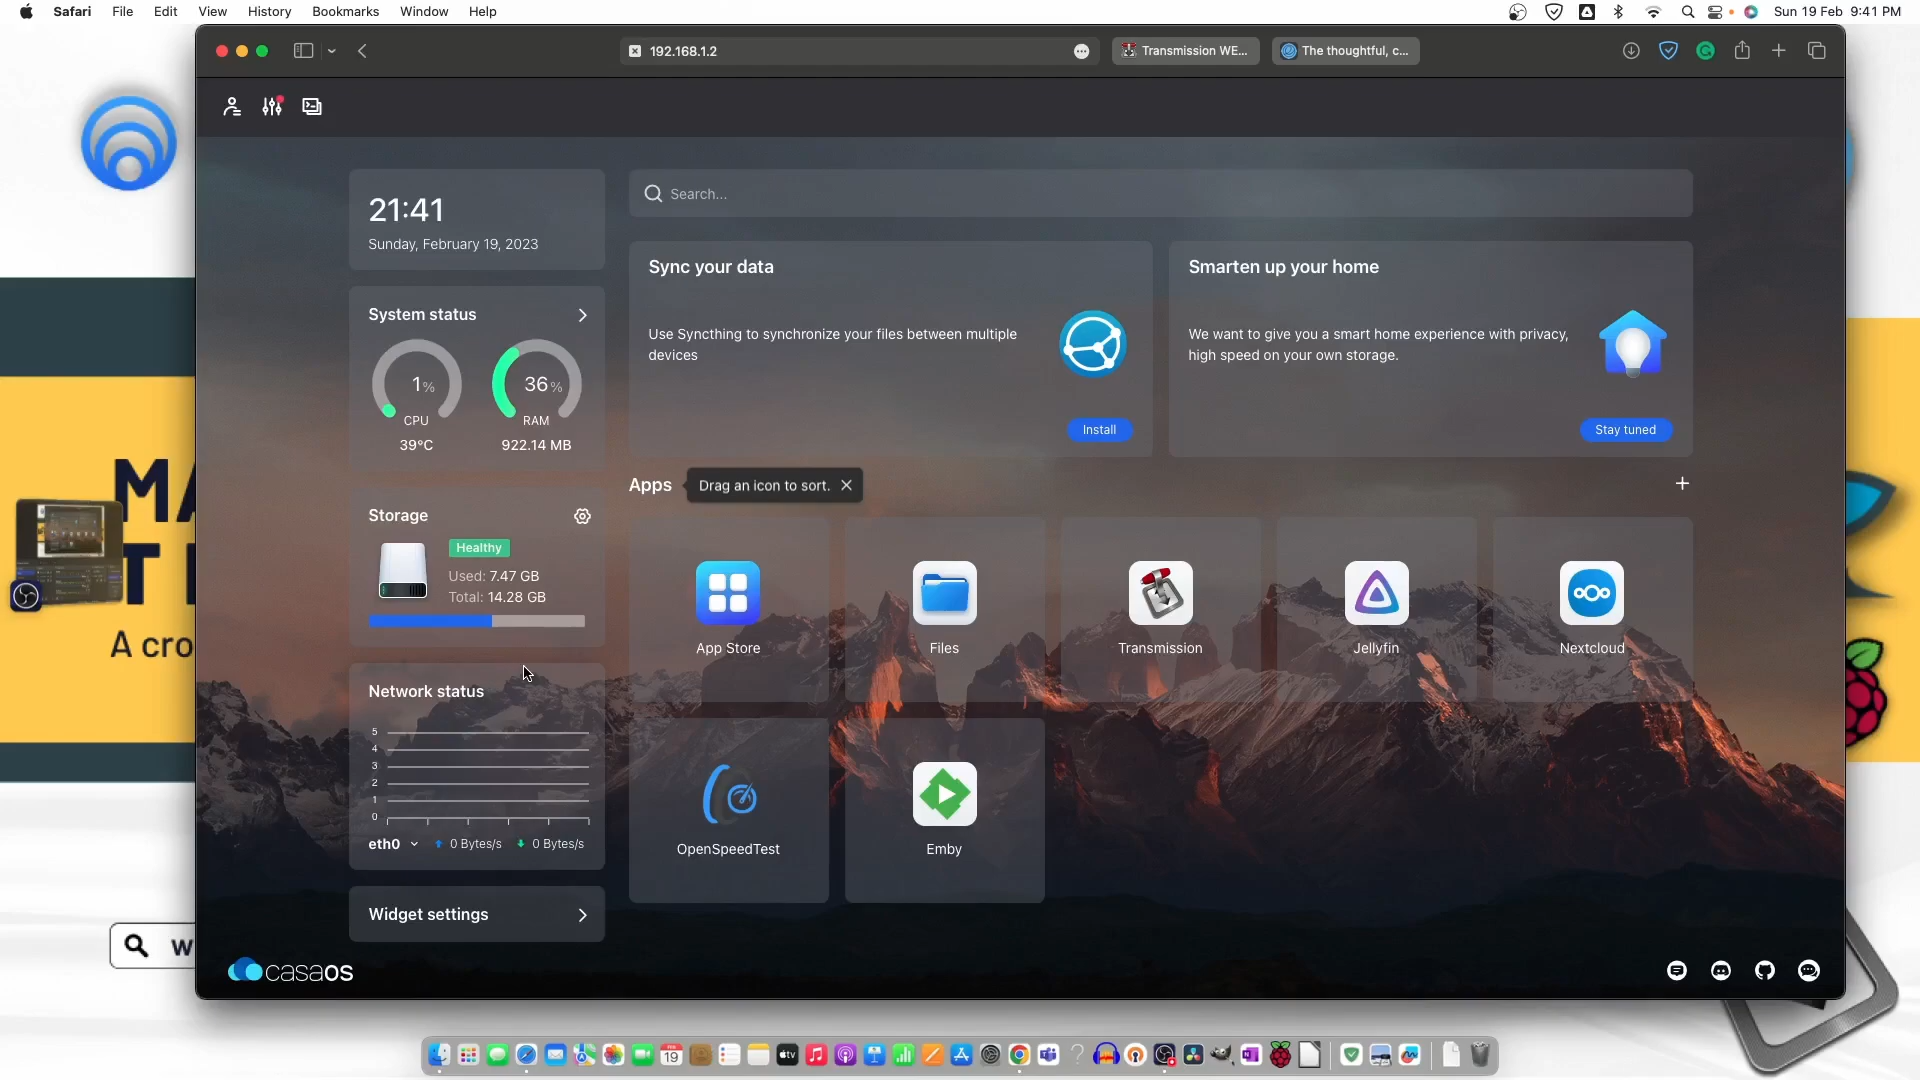 Safari File Edit View History Bookmarks Window Help
Sun 19 Feb 9:41 PM
192.168.1.2
Transmission WE...
The thoughtful, c...
21:41
Sunday, February 19, 2023
Search...
System status
1%
CPU
39°C
36%
RAM
922.14 MB
Sync your data
Use Syncthing to synchronize your files between multiple
devices
Install
Smarten up your home
We want to give you a smart home experience with privacy,
high speed on your own storage.
Stay tuned
Storage
Healthy
Used: 7.47 GB
Total: 14.28 GB
Apps
Drag an icon to sort.
App Store
Files
Transmission
Jellyfin
Nextcloud
OpenSpeedTest
Emby
Network status
5
4
3
2
1
0
eth0
0 Bytes/s
0 Bytes/s
Widget settings
casaos
MA
T
A cro
W
tv
19